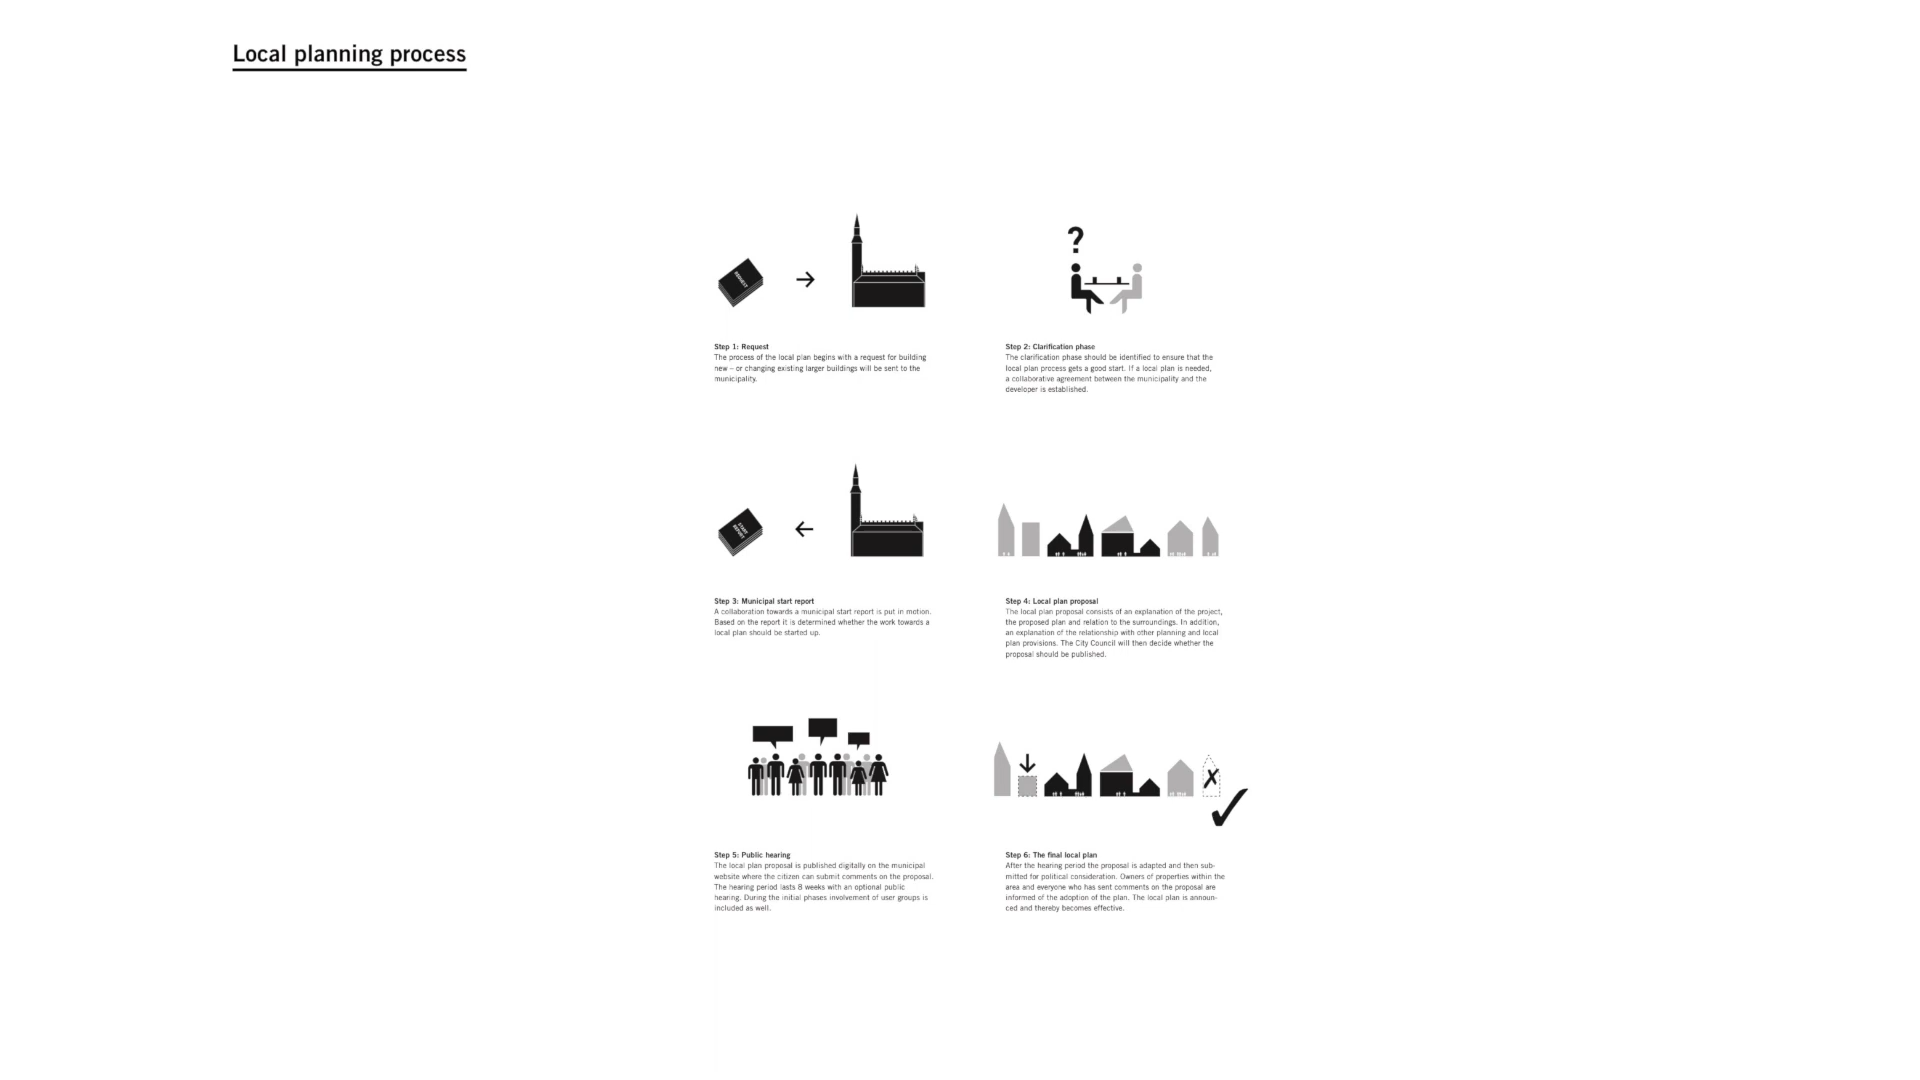 Local planning process
REQUEST
?
Step 1: Request
The process of the local plan begins with a request for building
new – or changing existing larger buildings will be sent to the
municipality.
Step 2: Clarification phase
The clarification phase should be identified to ensure that the
local plan process gets a good start. If a local plan is needed,
a collaborative agreement between the municipality and the
developer is established.
START
REPORT
Step 3: Municipal start report
A collaboration towards a municipal start report is put in motion.
Based on the report it is determined whether the work towards a
local plan should be started up.
Step 4: Local plan proposal
The local plan proposal consists of an explanation of the project,
the proposed plan and relation to the surroundings. In addition,
an explanation of the relationship with other planning and local
plan provisions. The City Council will then decide whether the
proposal should be published.
Step 5: Public hearing
The local plan proposal is published digitally on the municipal
website where the citizen can submit comments on the proposal.
The hearing period lasts 8 weeks with an optional public
hearing. During the initial phases involvement of user groups is
included as well.
Step 6: The final local plan
After the hearing period the proposal is adapted and then sub-
mitted for political consideration. Owners of properties within the
area and everyone who has sent comments on the proposal are
informed of the adoption of the plan. The local plan is announ-
ced and thereby becomes effective.